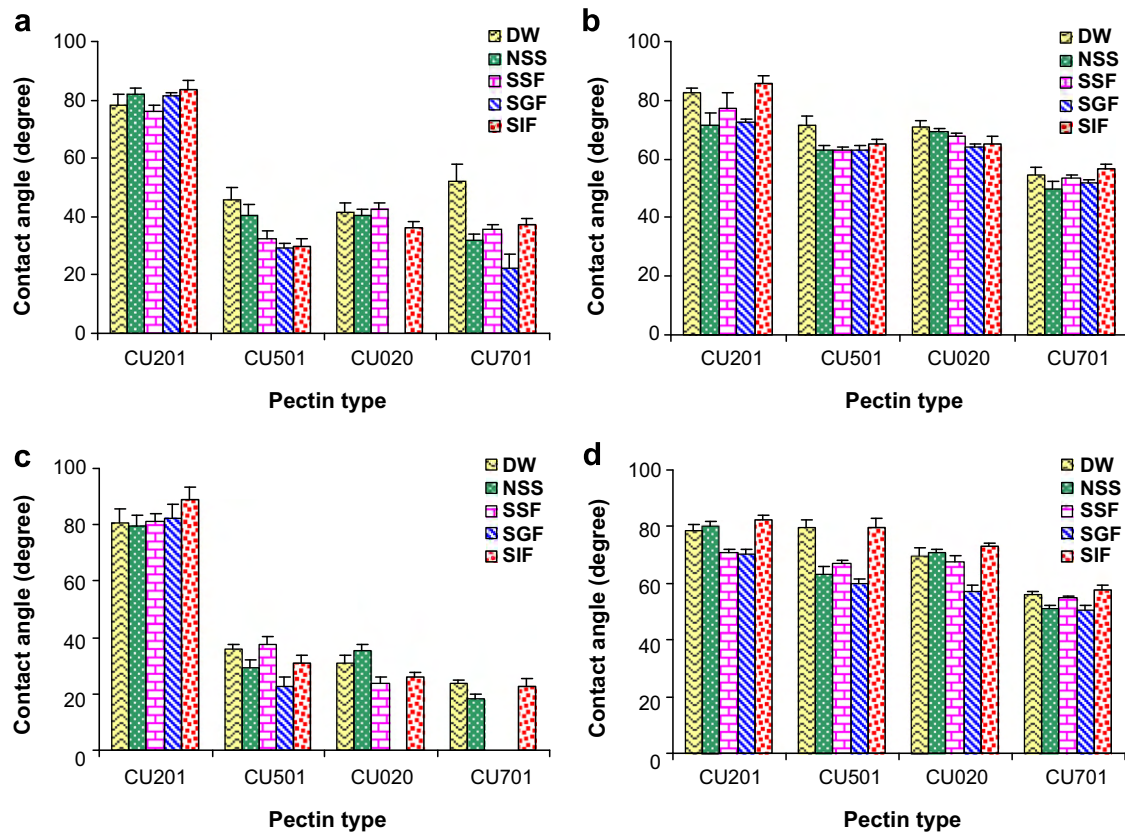 a
100
80
60
40
20
0
Contact angle (degree)
DW
NSS
SSF
SGF
SIF
CU201 CU501 CU020 CU701
Pectin type
b
100
80
60
40
20
0
Contact angle (degree)
DW
NSS
SSF
SGF
SIF
CU201 CU501 CU020 CU701
Pectin type
c
100
80
60
40
20
0
Contact angle (degree)
DW
NSS
SSF
SGF
SIF
CU201 CU501 CU020 CU701
Pectin type
d
100
80
60
40
20
0
Contact angle (degree)
DW
NSS
SSF
SGF
SIF
CU201 CU501 CU020 CU701
Pectin type